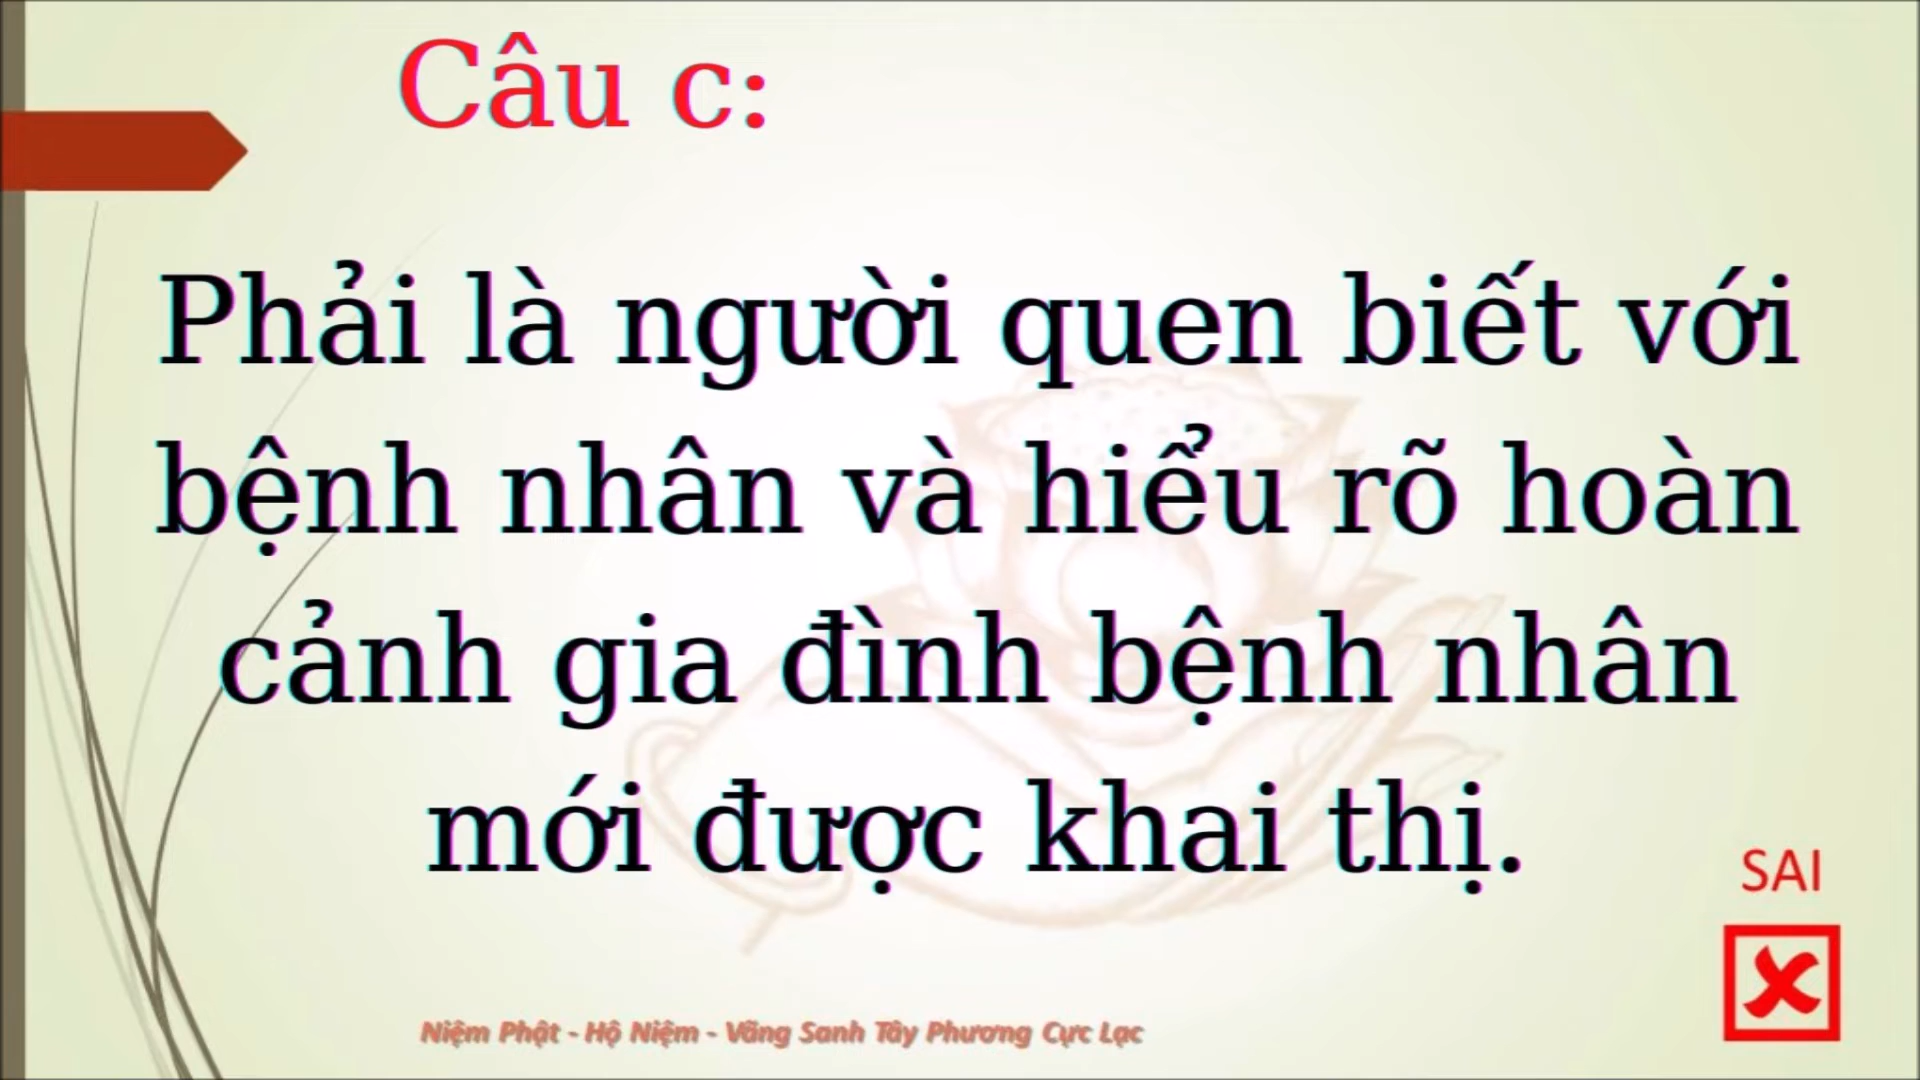 Câu c:
Phải là người quen biết với
bệnh nhân và hiểu rõ hoàn
cảnh gia đình bệnh nhân
mới được khai thị.
SAI
Niệm Phật - Hộ Niệm - Vãng Sanh Tây Phương Cực Lạc